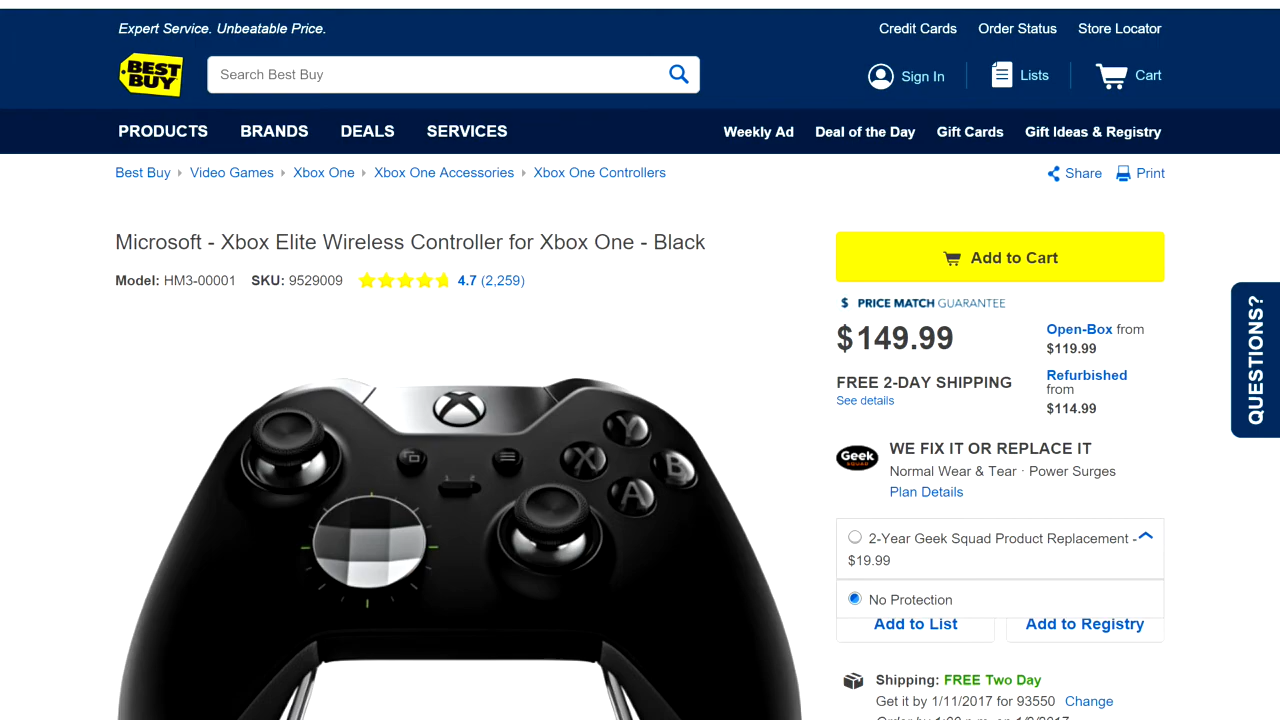 Expert Service. Unbeatable Price.
Credit Cards Order Status Store Locator
BEST BUY
Search Best Buy
Sign In Lists Cart
PRODUCTS BRANDS DEALS SERVICES
Weekly Ad Deal of the Day Gift Cards Gift Ideas & Registry
Best Buy Video Games Xbox One Xbox One Accessories Xbox One Controllers
Share Print
Microsoft - Xbox Elite Wireless Controller for Xbox One - Black
Model: HM3-00001 SKU: 9529009 4.7 (2,259)
Y
X
B
A
Add to Cart
$ PRICE MATCH GUARANTEE
$149.99
Open-Box from
$119.99
FREE 2-DAY SHIPPING
See details
Refurbished
from
$114.99
Geek
SQUAD
WE FIX IT OR REPLACE IT
Normal Wear & Tear · Power Surges
Plan Details
2-Year Geek Squad Product Replacement -
$19.99
No Protection
Add to List Add to Registry
Shipping: FREE Two Day
Get it by 1/11/2017 for 93550 Change
QUESTIONS?